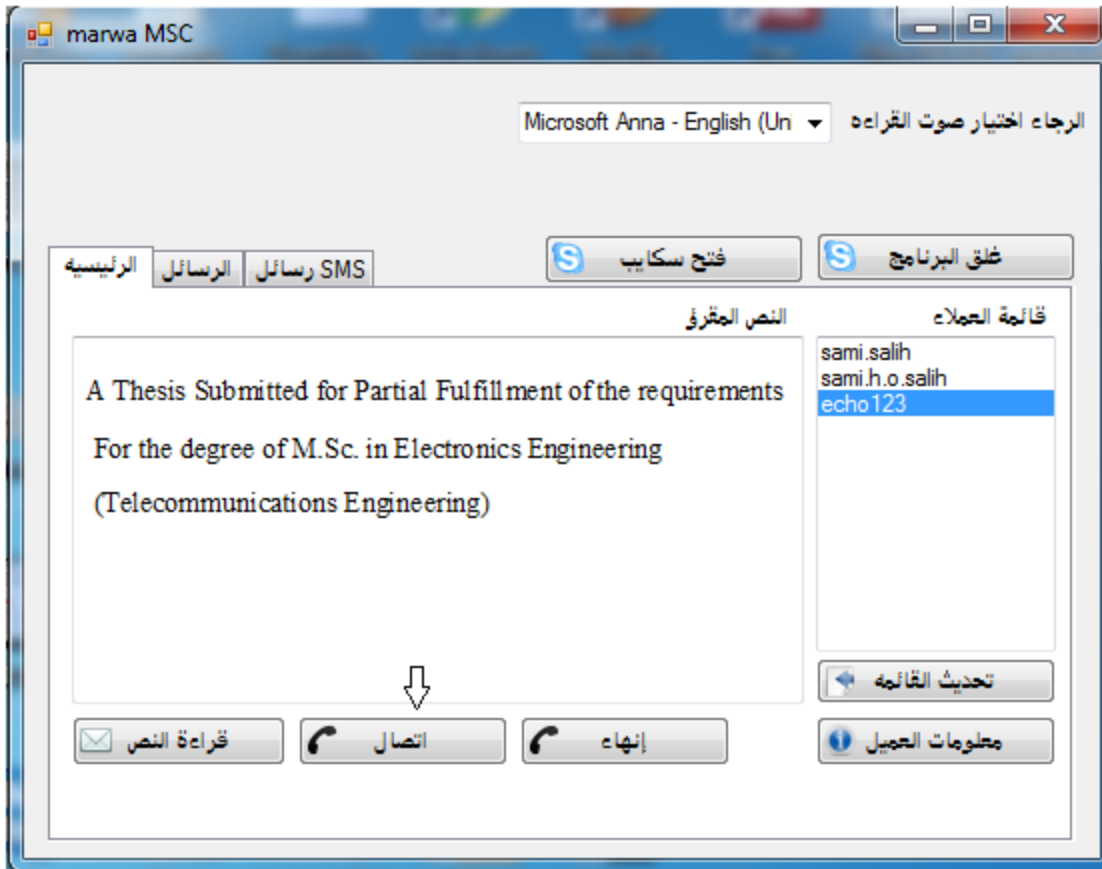 marwa MSC
الرجاء اختيار صوت القراءه
Microsoft Anna - English (Uni
غلق البرنامج
فتح سكايب
الرئيسيه
الرسائل
رسائل SMS
قائمة العملاء
النص المقرؤ
sami.salih
sami.h.o.salih
echo123
A Thesis Submitted for Partial Fulfillment of the requirements
For the degree of M.Sc. in Electronics Engineering
(Telecommunications Engineering)
تحديث القائمه
معلومات العميل
إنهاء
اتصال
قراءة النص